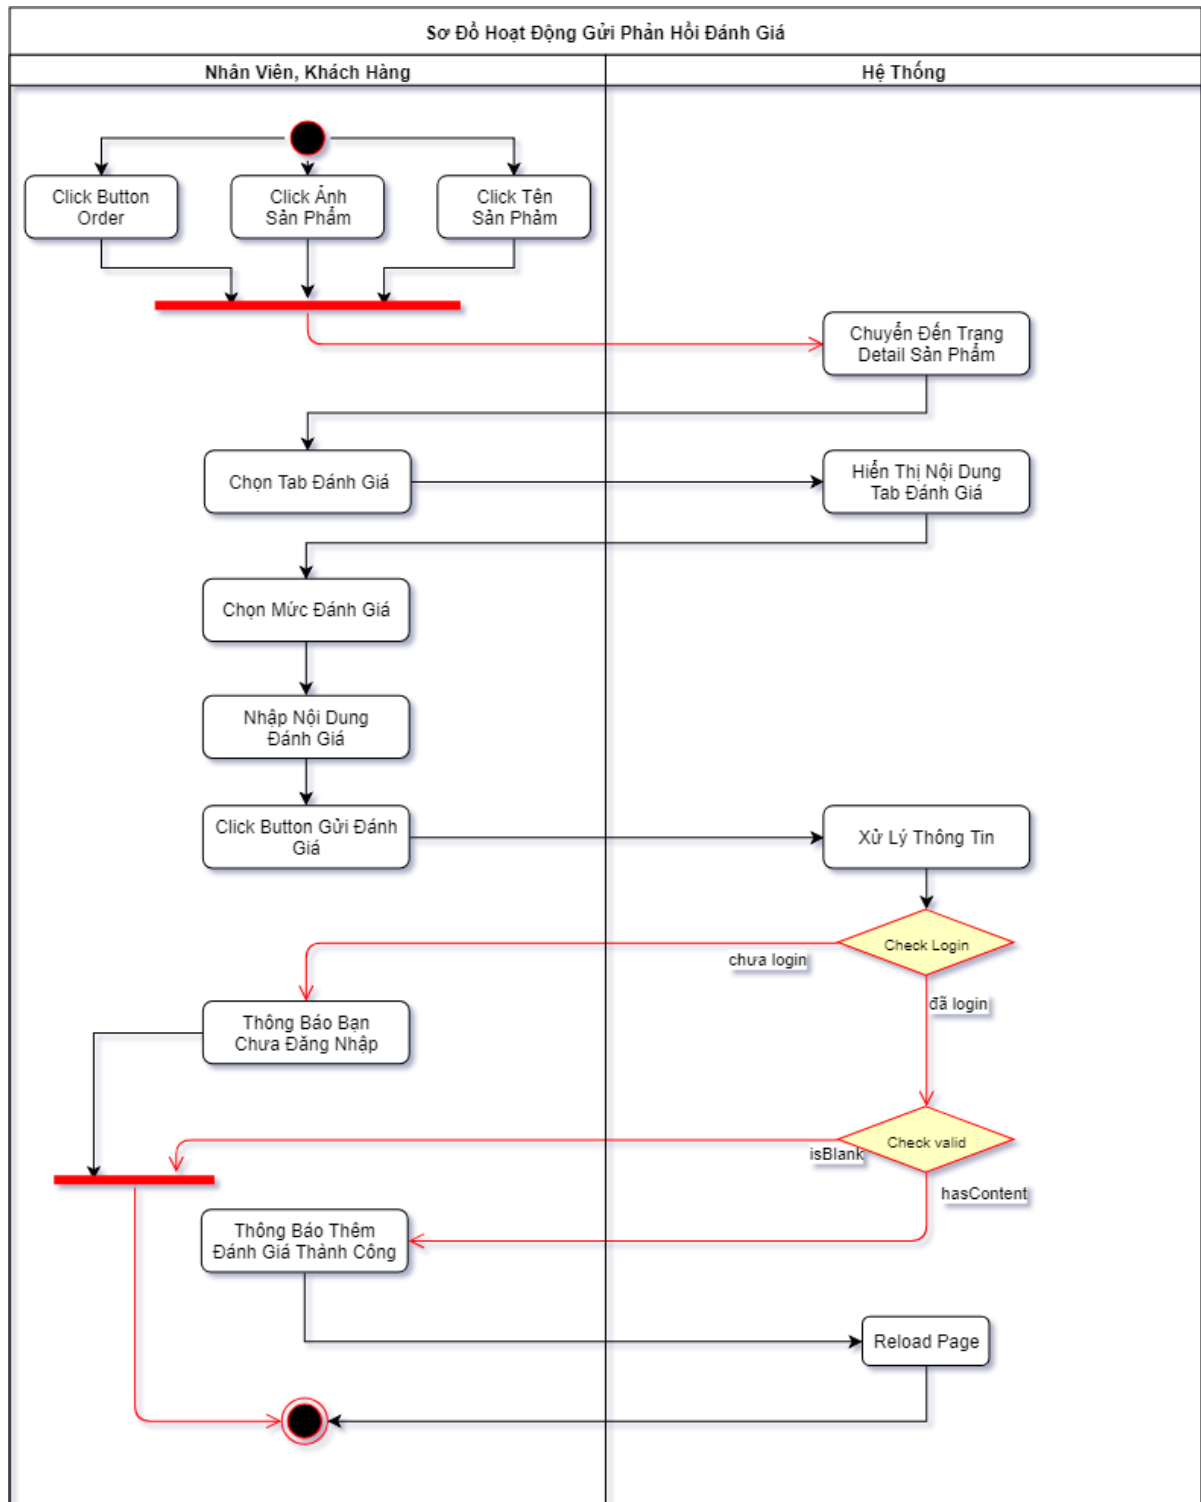 Sơ Đồ Hoạt Động Gửi Phản Hồi Đánh Giá
Nhân Viên, Khách Hàng
Hệ Thống
Click Button
Order
Click Ảnh
Sản Phẩm
Click Tên
Sản Phảm
Chuyển Đến Trang
Detail Sản Phẩm
Chọn Tab Đánh Giá
Hiển Thị Nội Dung
Tab Đánh Giá
Chọn Mức Đánh Giá
Nhập Nội Dung
Đánh Giá
Click Button Gửi Đánh
Giá
Xử Lý Thông Tin
Check Login
chưa login
đã login
Thông Báo Bạn
Chưa Đăng Nhập
Check valid
isBlank
hasContent
Thông Báo Thêm
Đánh Giá Thành Công
Reload Page